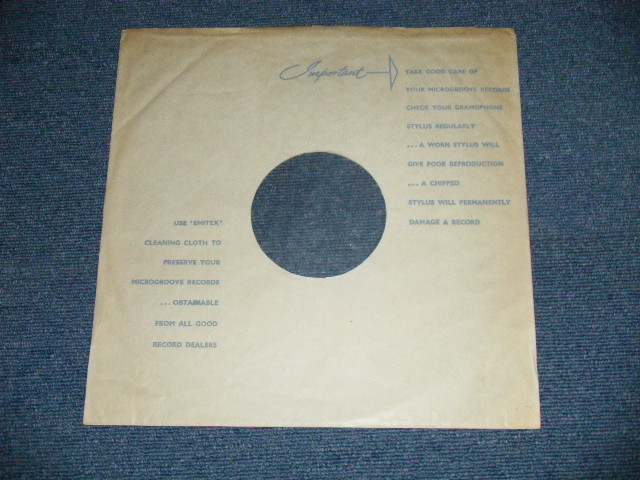 Important
TAKE GOOD CARE OF
YOUR MICROGROOVE RECORDS
CHECK YOUR GRAMOPHONE
STYLUS REGULARLY
... A WORN STYLUS WILL
GIVE POOR REPRODUCTION
... A CHIPPED
STYLUS WILL PERMANENTLY
DAMAGE A RECORD
USE 'EMITEX'
CLEANING CLOTH TO
PRESERVE YOUR
MICROGROOVE RECORDS
... OBTAINABLE
FROM ALL GOOD
RECORD DEALERS